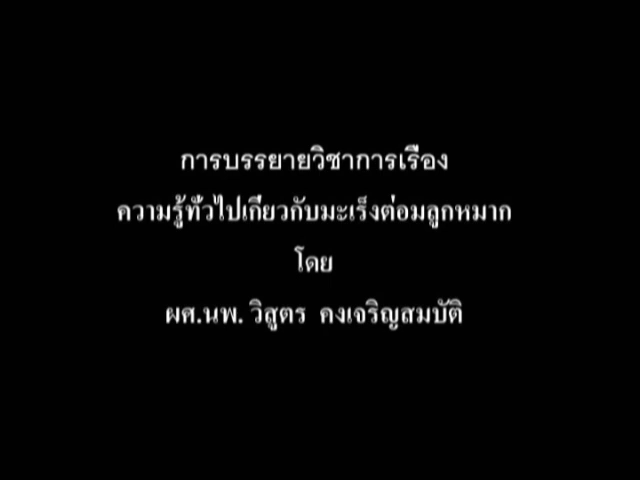 การบรรยายวิชาการเรื่อง
ความรู้ทั่วไปเกี่ยวกับมะเร็งต่อมลูกหมาก
โดย
ผศ.นพ. วิสูตร คงเจริญสมบัติ